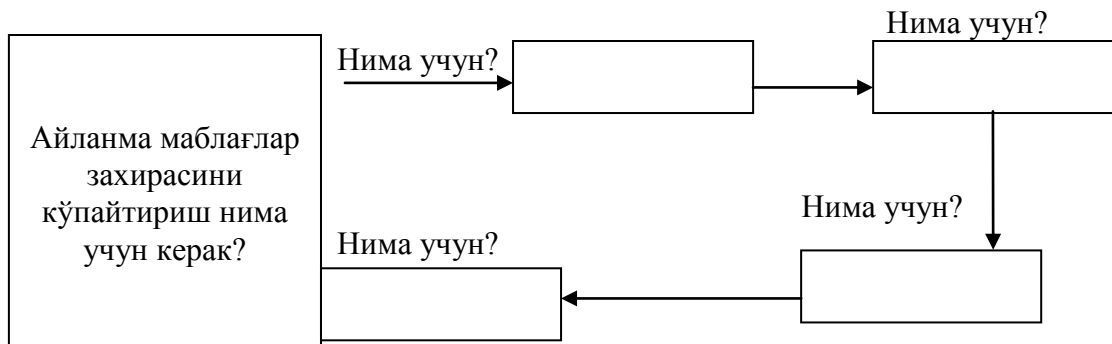 Айланма маблағлар
захирасини
кўпайтириш нима
учун керак?
Нима учун?
Нима учун?
Нима учун?
Нима учун?